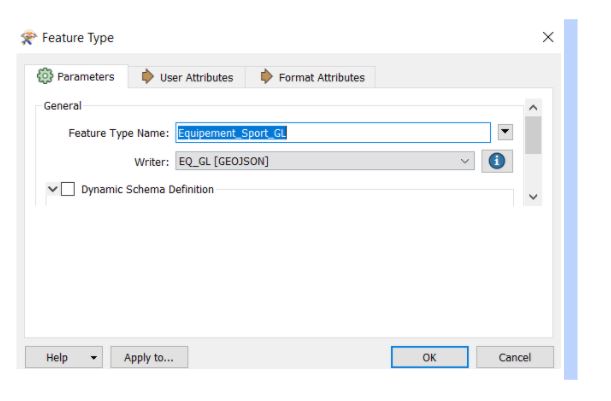 Feature Type
Parameters User Attributes Format Attributes
General
Feature Type Name: Equipement_Sport_GL
Writer: EQ_GL [GEOJSON]
Dynamic Schema Definition
Help Apply to... OK Cancel